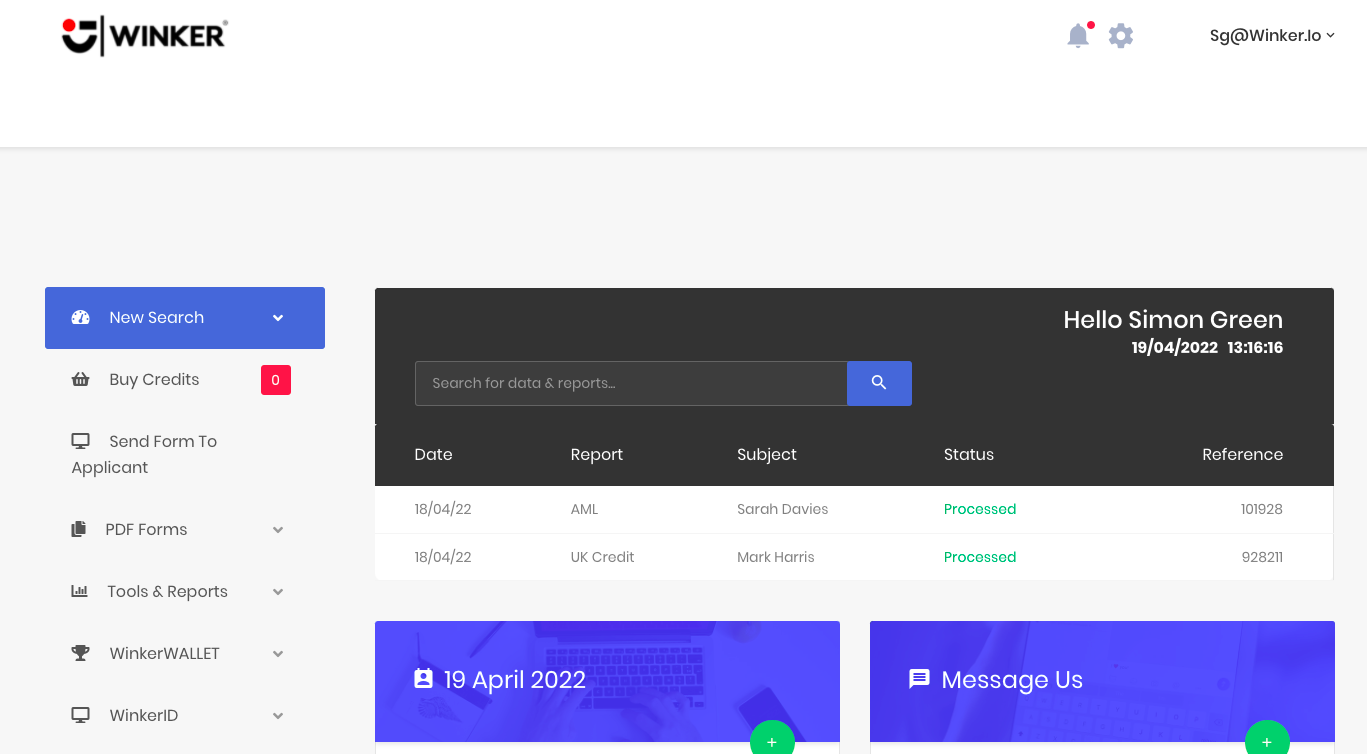 WINKER®
Sg@Winker.Io
New Search
Buy Credits 0
Send Form To
Applicant
PDF Forms
Tools & Reports
WinkerWALLET
WinkerID
Hello Simon Green
19/04/2022 13:16:16
Search for data & reports...
Date Report Subject Status Reference
18/04/22 AML Sarah Davies Processed 101928
18/04/22 UK Credit Mark Harris Processed 928211
19 April 2022
+
Message Us
+